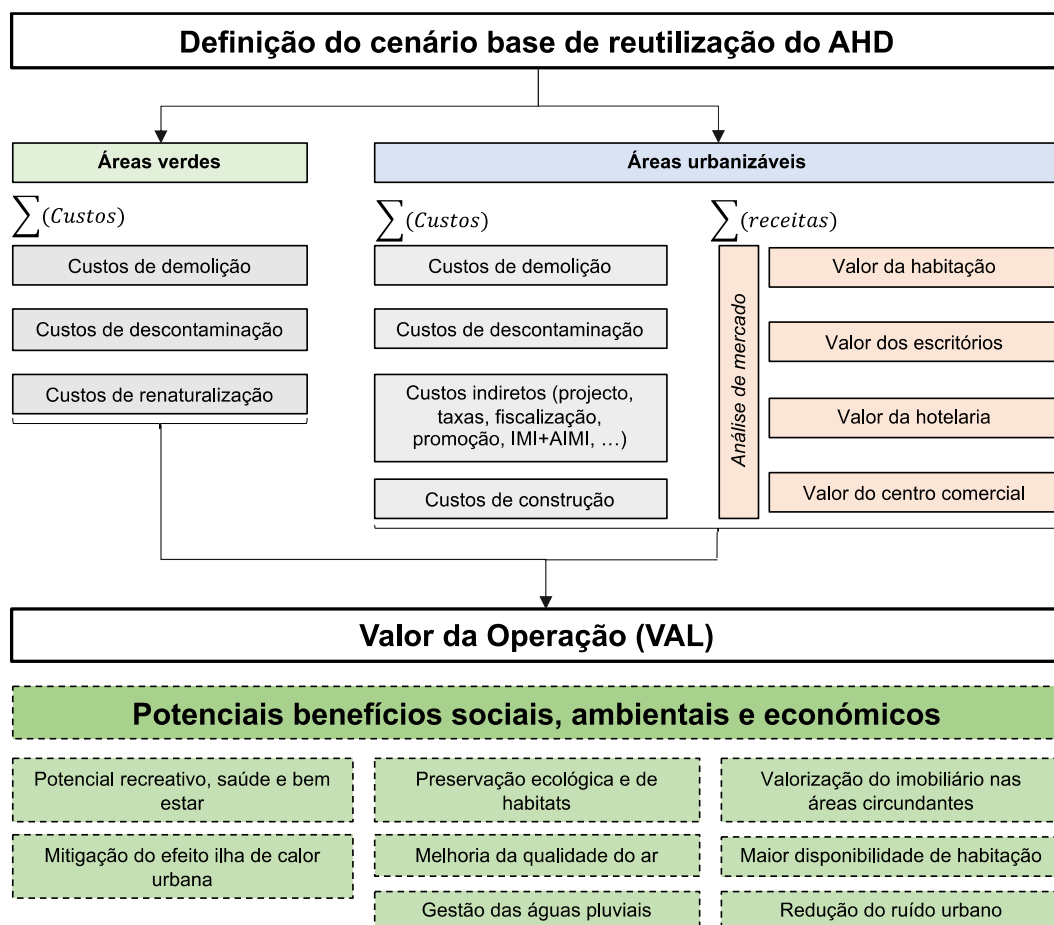 Definição do cenário base de reutilização do AHD
Áreas verdes
Áreas urbanizáveis
∑(Custos)
∑(Custos)
∑(receitas)
Custos de demolição
Custos de descontaminação
Custos de renaturalização
Custos de demolição
Custos de descontaminação
Custos indiretos (projecto,
taxas, fiscalização,
promoção, IMI+AIMI, …)
Custos de construção
Análise de mercado
Valor da habitação
Valor dos escritórios
Valor da hotelaria
Valor do centro comercial
Valor da Operação (VAL)
Potenciais benefícios sociais, ambientais e económicos
Potencial recreativo, saúde e bem
estar
Mitigação do efeito ilha de calor
urbana
Preservação ecológica e de
habitats
Melhoria da qualidade do ar
Gestão das águas pluviais
Valorização do imobiliário nas
áreas circundantes
Maior disponibilidade de habitação
Redução do ruído urbano